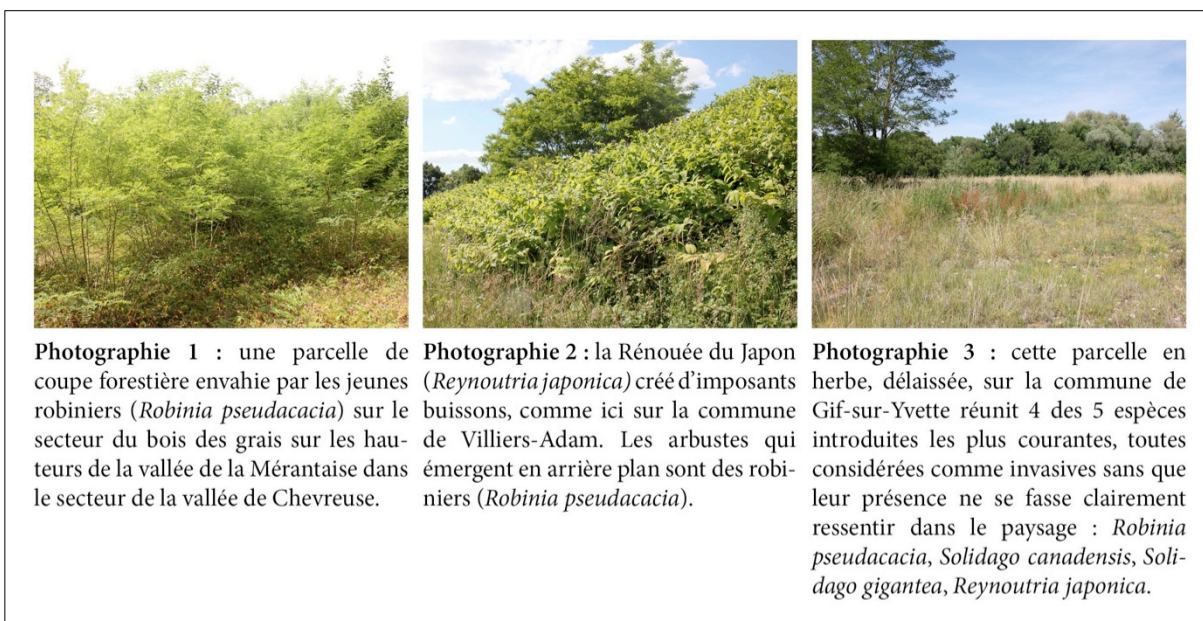 Photographie 1 : une parcelle de
coupe forestière envahie par les jeunes
robiniers (Robinia pseudacacia) sur le
secteur du bois des grais sur les hau-
teurs de la vallée de la Mérantaise dans
le secteur de la vallée de Chevreuse.
Photographie 2 : la Rénouée du Japon
(Reynoutria japonica) créé d'imposants
buissons, comme ici sur la commune
de Villiers-Adam. Les arbustes qui
émergent en arrière plan sont des robi-
niers (Robinia pseudacacia).
Photographie 3 : cette parcelle en
herbe, délaissée, sur la commune de
Gif-sur-Yvette réunit 4 des 5 espèces
introduites les plus courantes, toutes
considérées comme invasives sans que
leur présence ne se fasse clairement
ressentir dans le paysage : Robinia
pseudacacia, Solidago canadensis, Soli-
dago gigantea, Reynoutria japonica.